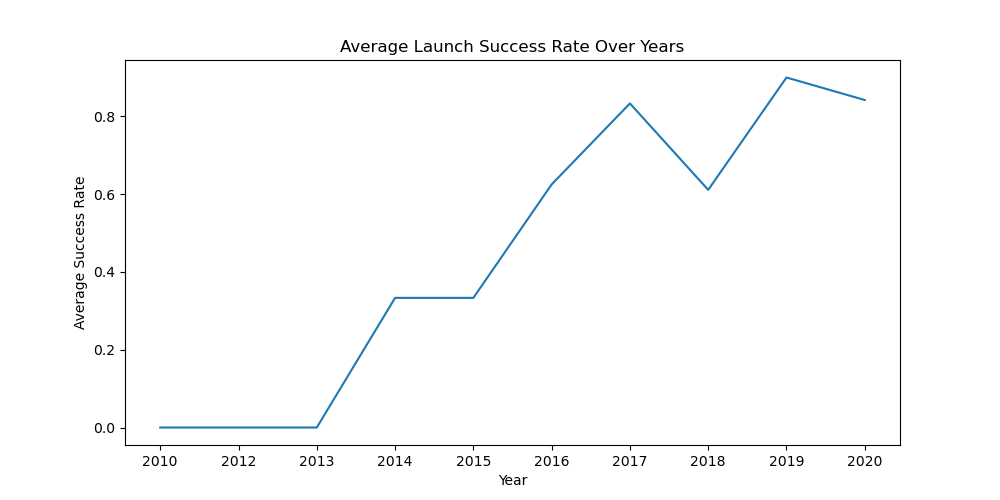 Average Launch Success Rate Over Years
Average Success Rate
0.8
0.6
0.4
0.2
0.0
2010 2012 2013 2014 2015 2016 2017 2018 2019 2020
Year